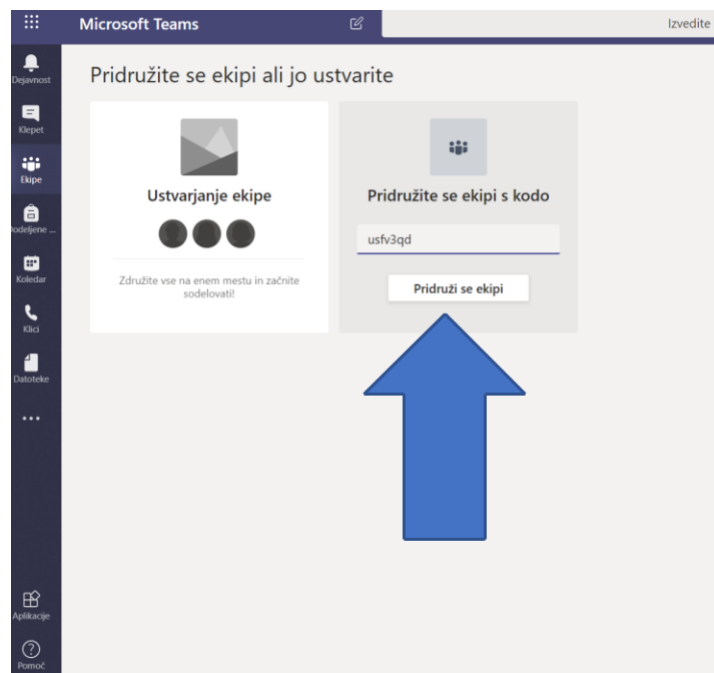 Microsoft Teams
Izvedite
Dejavnost
Klepet
Ekipe
Dodeljene ...
Koledar
Klici
Datoteke
Aplikacije
Pomoč
Pridružite se ekipi ali jo ustvarite
Ustvarjanje ekipe
Združite vse na enem mestu in začnite
sodelovati!
Pridružite se ekipi s kodo
usfv3qd
Pridruži se ekipi